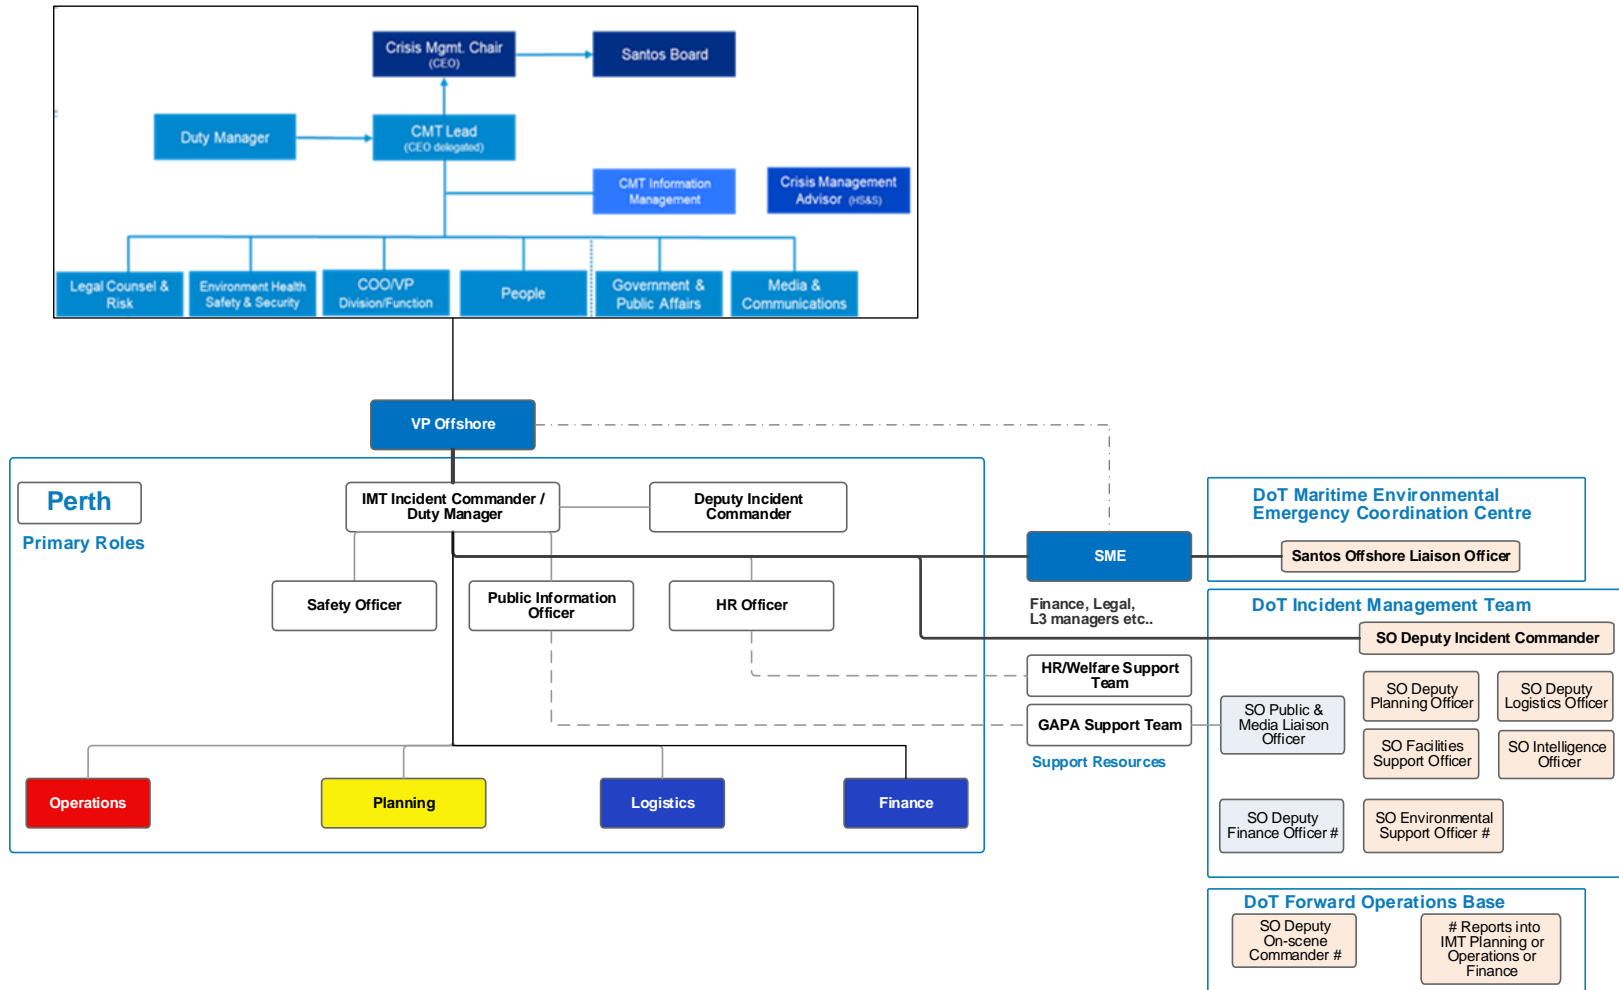 Crisis Mgmt. Chair
(CEO)
Santos Board
Duty Manager
CMT Lead
(CEO delegated)
CMT Information
Management
Crisis Management
Advisor (HS&S)
Legal Counsel &
Risk
Environment Health
Safety & Security
COO/VP
Division/Function
People
Government &
Public Affairs
Media &
Communications
VP Offshore
Perth
Primary Roles
IMT Incident Commander /
Duty Manager
Deputy Incident
Commander
Safety Officer
Public Information
Officer
HR Officer
SME
Finance, Legal,
L3 managers etc..
HR/Welfare Support
Team
GAPA Support Team
Support Resources
Operations
Planning
Logistics
Finance
DoT Maritime Environmental
Emergency Coordination Centre
Santos Offshore Liaison Officer
DoT Incident Management Team
SO Deputy Incident Commander
SO Public &
Media Liaison
Officer
SO Deputy
Planning Officer
SO Deputy
Logistics Officer
SO Facilities
Support Officer
SO Intelligence
Officer
SO Deputy
Finance Officer #
SO Environmental
Support Officer #
DoT Forward Operations Base
SO Deputy
On-scene
Commander #
# Reports into
IMT Planning or
Operations or
Finance